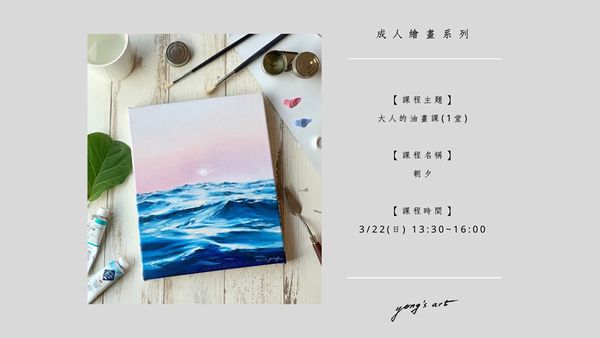 成人繪畫系列
【課程主題】
大人的油畫課(1堂)
【課程名稱】
朝夕
【課程時間】
3/22(日) 13:30~16:00
yong's art